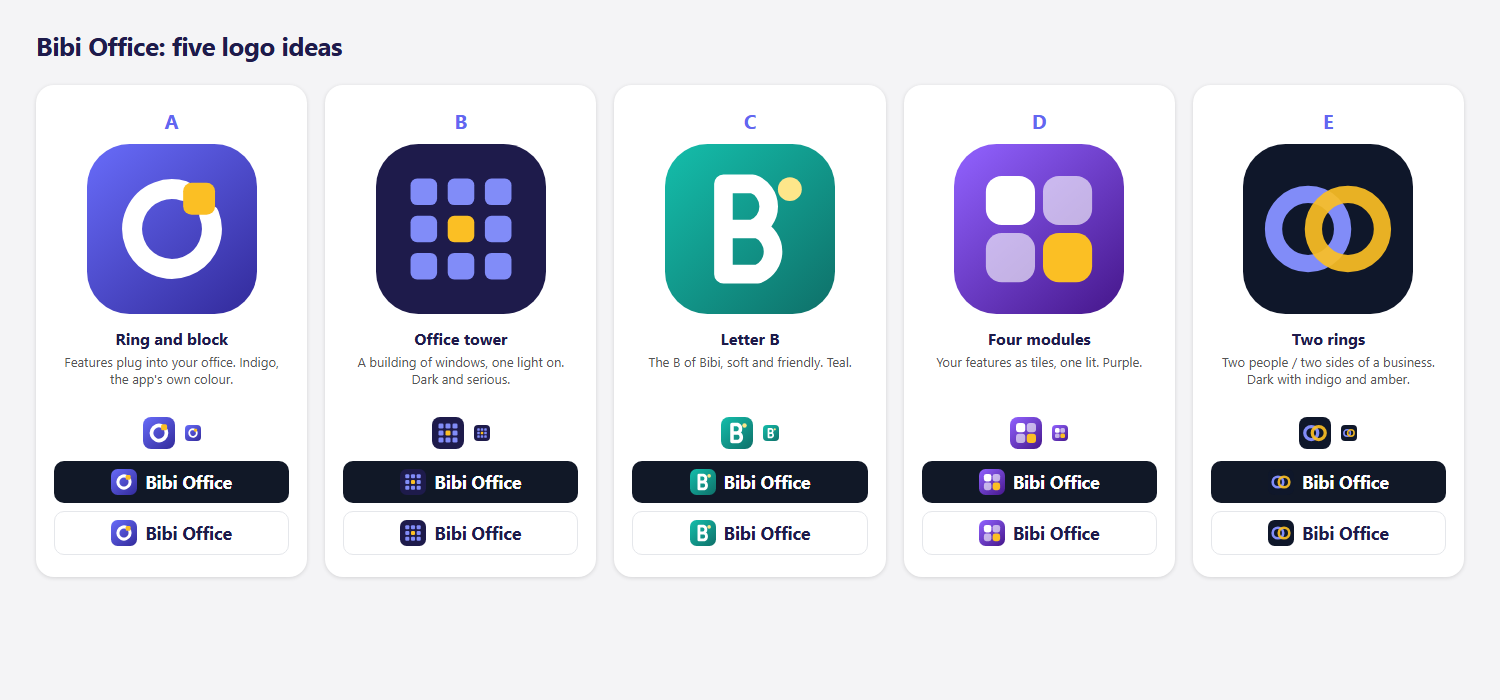 Bibi Office: five logo ideas
A
B
Ring and block
Features plug into your office. Indigo,
the app's own colour.
Bibi Office
Bibi Office
B
Office tower
A building of windows, one light on.
Dark and serious.
Bibi Office
Bibi Office
C
B
Letter B
The B of Bibi, soft and friendly. Teal.
B
B
B
Bibi Office
B
Bibi Office
D
Four modules
Your features as tiles, one lit. Purple.
Bibi Office
Bibi Office
E
Two rings
Two people / two sides of a business.
Dark with indigo and amber.
Bibi Office
Bibi Office